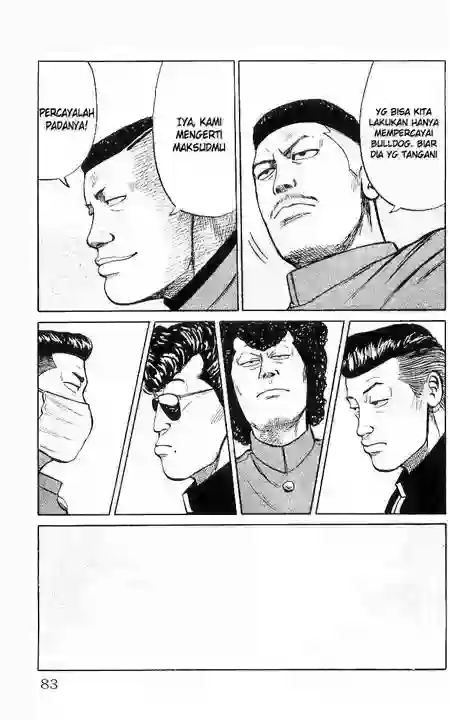 YG BISA KITA
LAKUKAN HANYA
MEMPERCAYAI
BULLDOG. BIAR
DIA YG TANGANI
IYA, KAMI
MENGERTI
MAKSUDMU
PERCAYALAH
PADANYA!
83